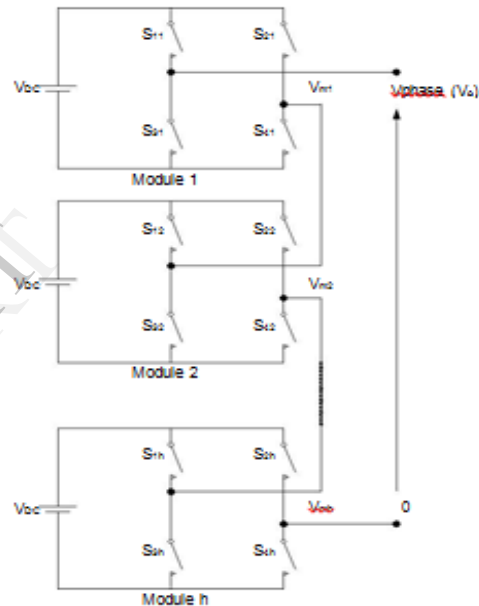 S11 S21
VDC Vm1 Vphase (Va)
S31 S41
Module 1
S12 S22
VDC Vm2
S32 S42
Module 2
S1h S2h
VDC Vmh 0
S3h S4h
Module h